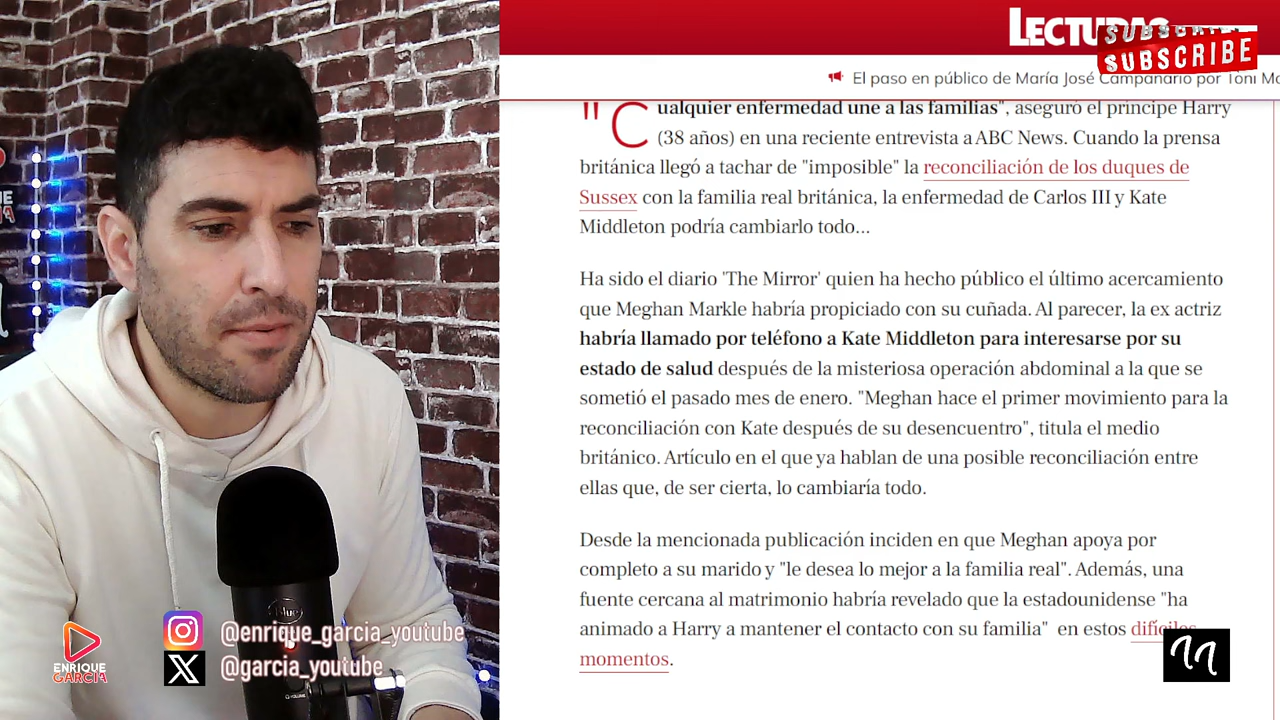 LECTURAS
SUBSCRIBE
SUBSCRIBE
El paso en público de María José Campanario por Toni
"Cualquier enfermedad une a las familias", aseguró el príncipe Harry
(38 años) en una reciente entrevista a ABC News. Cuando la prensa
británica llegó a tachar de "imposible" la reconciliación de los duques de
Sussex con la familia real británica, la enfermedad de Carlos III y Kate
Middleton podría cambiarlo todo...
Ha sido el diario 'The Mirror' quien ha hecho público el último acercamiento
que Meghan Markle habría propiciado con su cuñada. Al parecer, la ex actriz
habría llamado por teléfono a Kate Middleton para interesarse por su
estado de salud después de la misteriosa operación abdominal a la que se
sometió el pasado mes de enero. "Meghan hace el primer movimiento para la
reconciliación con Kate después de su desencuentro", titula el medio
británico. Artículo en el que ya hablan de una posible reconciliación entre
ellas que, de ser cierta, lo cambiaría todo.
Desde la mencionada publicación inciden en que Meghan apoya por
completo a su marido y "le desea lo mejor a la familia real". Además, una
fuente cercana al matrimonio habría revelado que la estadounidense "ha
animado a Harry a mantener el contacto con su familia" en estos difíciles
momentos.
@enrique_garcia_youtube
@garcia_youtube
ENRIQUE
GARCIA
blue